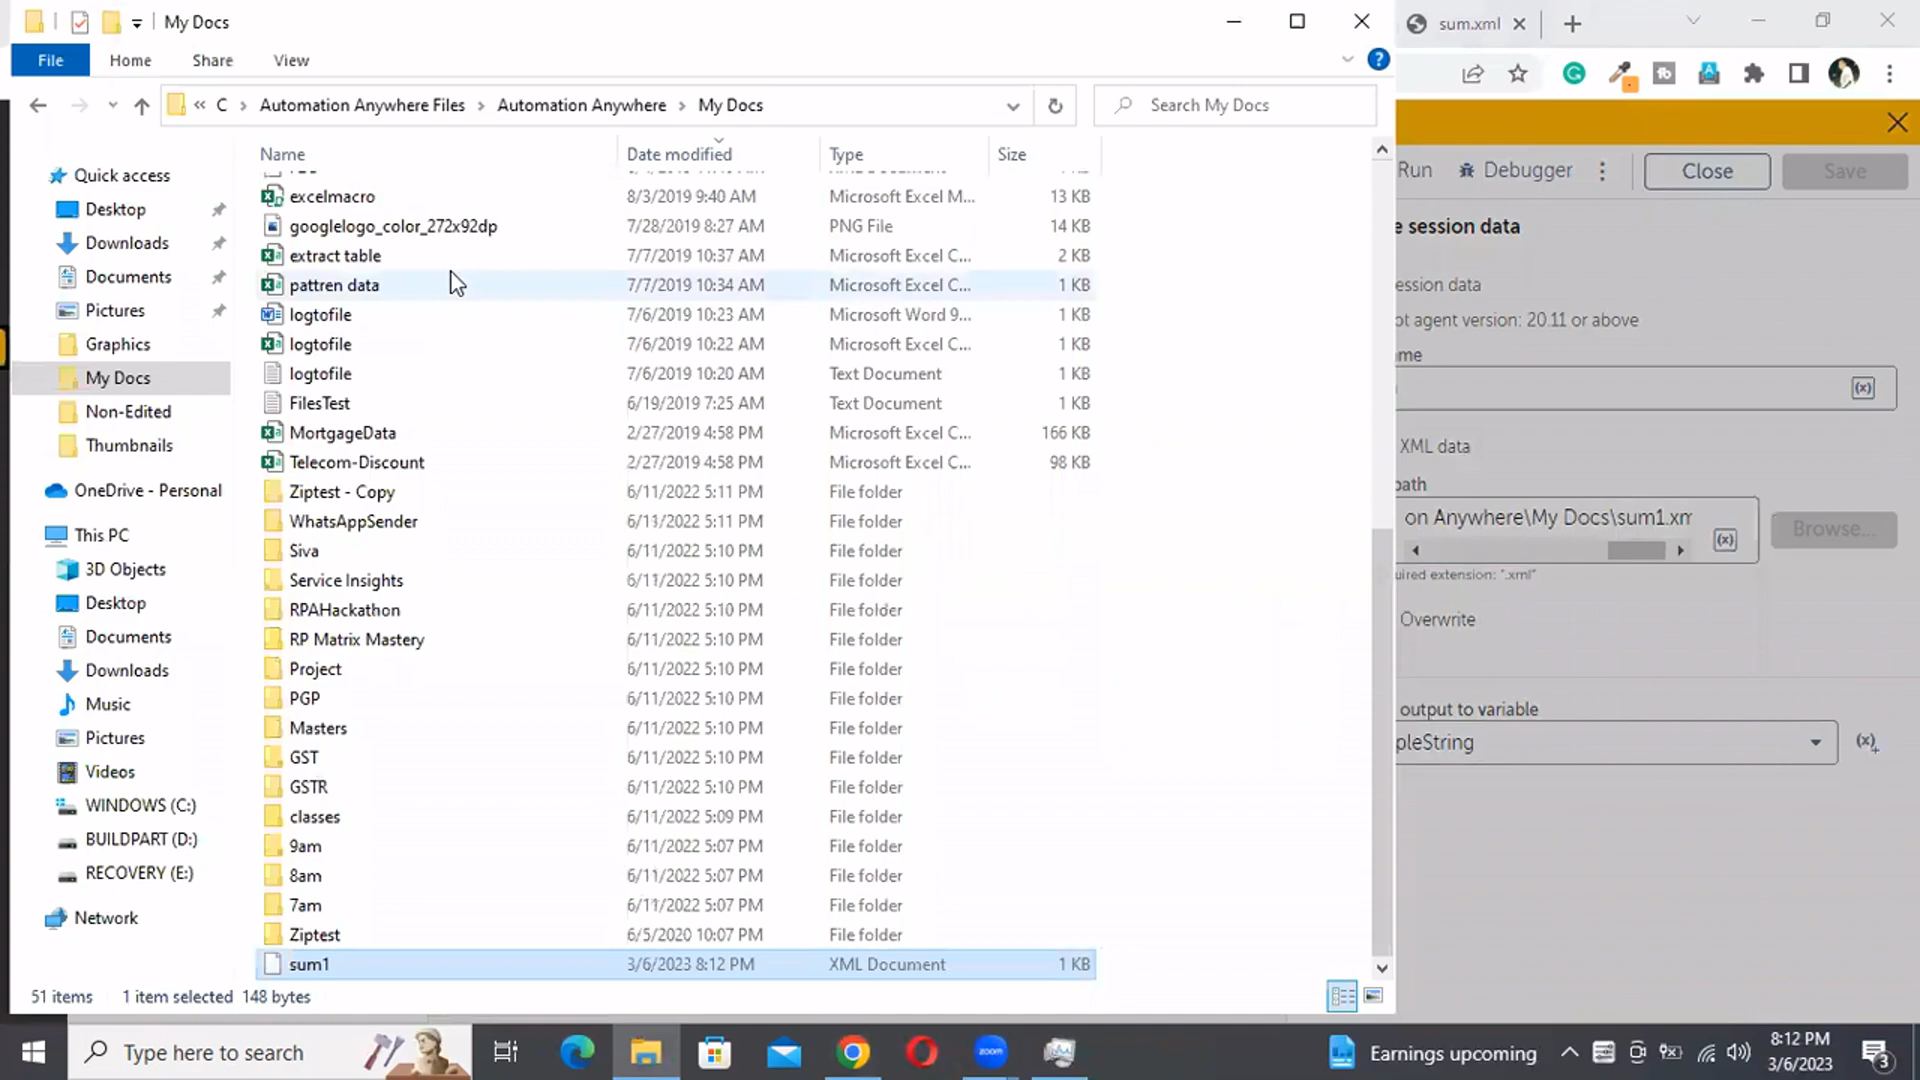 My Docs
sum.xml
File Home Share View
« C › Automation Anywhere Files › Automation Anywhere › My Docs
Search My Docs
Name Date modified Type Size
excelmacro 8/3/2019 9:40 AM Microsoft Excel M... 13 KB
googlelogo_color_272x92dp 7/28/2019 8:27 AM PNG File 14 KB
extract table 7/7/2019 10:37 AM Microsoft Excel C... 2 KB
pattren data 7/7/2019 10:34 AM Microsoft Excel C... 1 KB
logtofile 7/6/2019 10:23 AM Microsoft Word 9... 1 KB
logtofile 7/6/2019 10:22 AM Microsoft Excel C... 1 KB
logtofile 7/6/2019 10:20 AM Text Document 1 KB
FilesTest 6/19/2019 7:25 AM Text Document 1 KB
MortgageData 2/27/2019 4:58 PM Microsoft Excel C... 166 KB
Telecom-Discount 2/27/2019 4:58 PM Microsoft Excel C... 98 KB
Ziptest - Copy 6/11/2022 5:11 PM File folder
WhatsAppSender 6/11/2022 5:11 PM File folder
Siva 6/11/2022 5:10 PM File folder
Service Insights 6/11/2022 5:10 PM File folder
RPAHackathon 6/11/2022 5:10 PM File folder
RP Matrix Mastery 6/11/2022 5:10 PM File folder
Project 6/11/2022 5:10 PM File folder
PGP 6/11/2022 5:10 PM File folder
Masters 6/11/2022 5:10 PM File folder
GST 6/11/2022 5:10 PM File folder
GSTR 6/11/2022 5:10 PM File folder
classes 6/11/2022 5:09 PM File folder
9am 6/11/2022 5:07 PM File folder
8am 6/11/2022 5:07 PM File folder
7am 6/11/2022 5:07 PM File folder
Ziptest 6/5/2020 10:07 PM File folder
sum1 3/6/2023 8:12 PM XML Document 1 KB
Quick access
Desktop
Downloads
Documents
Pictures
Graphics
My Docs
Non-Edited
Thumbnails
OneDrive - Personal
This PC
3D Objects
Desktop
Documents
Downloads
Music
Pictures
Videos
WINDOWS (C:)
BUILDPART (D:)
RECOVERY (E:)
Network
51 items 1 item selected 148 bytes
Run Debugger Close Save
e session data
ession data
ot agent version: 20.11 or above
me
(x)
XML data
path
on Anywhere\My Docs\sum1.xm
(x)
Browse...
uired extension: ".xml"
Overwrite
output to variable
pleString
(x)
Type here to search
zoom
Earnings upcoming
8:12 PM
3/6/2023
3